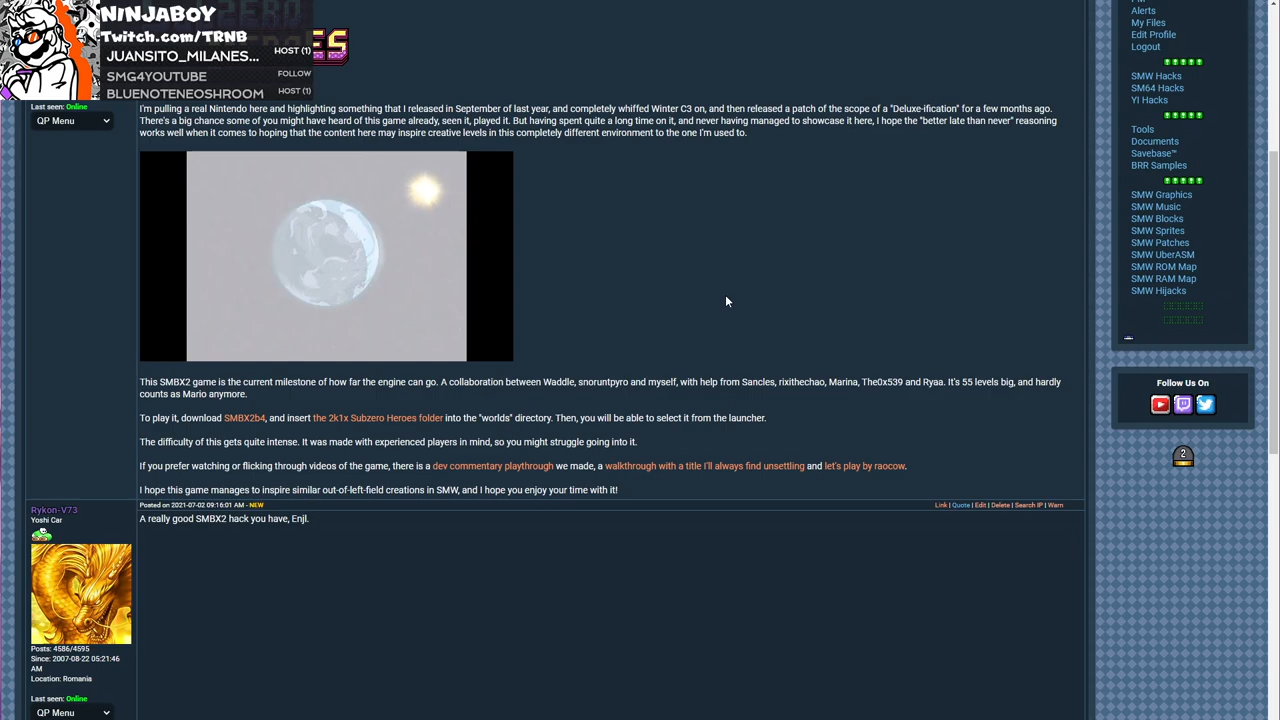 NINJABOY
Twitch.com/TRNB
JUANSITO_MILANES... HOST (1)
SMG4YOUTUBE FOLLOW
BLUENOTENEOSHROOM HOST (1)
Last seen: Online
QP Menu
I'm pulling a real Nintendo here and highlighting something that I released in September of last year, and completely whiffed Winter C3 on, and then released a patch of the scope of a "Deluxe-ification" for a few months ago.
There's a big chance some of you might have heard of this game already, seen it, played it. But having spent quite a long time on it, and never having managed to showcase it here, I hope the "better late than never" reasoning
works well when it comes to hoping that the content here may inspire creative levels in this completely different environment to the one I'm used to.
This SMBX2 game is the current milestone of how far the engine can go. A collaboration between Waddle, snoruntpyro and myself, with help from Sancles, rixithechao, Marina, The0x539 and Ryaa. It's 55 levels big, and hardly
counts as Mario anymore.
To play it, download SMBX2b4, and insert the 2k1x Subzero Heroes folder into the "worlds" directory. Then, you will be able to select it from the launcher.
The difficulty of this gets quite intense. It was made with experienced players in mind, so you might struggle going into it.
If you prefer watching or flicking through videos of the game, there is a dev commentary playthrough we made, a walkthrough with a title I'll always find unsettling and let's play by raocow.
I hope this game manages to inspire similar out-of-left-field creations in SMW, and I hope you enjoy your time with it!
Rykon-V73
Yoshi Car
Posted on 2021-07-02 09:16:01 AM - NEW
Link | Quote | Edit | Delete | Search IP | Warn
A really good SMBX2 hack you have, Enjl.
Posts: 4586/4595
Since: 2007-08-22 05:21:46
AM
Location: Romania
Last seen: Online
QP Menu
Alerts
My Files
Edit Profile
Logout
SMW Hacks
SM64 Hacks
YI Hacks
Tools
Documents
Savebase™
BRR Samples
SMW Graphics
SMW Music
SMW Blocks
SMW Sprites
SMW Patches
SMW UberASM
SMW ROM Map
SMW RAM Map
SMW Hijacks
Follow Us On
2